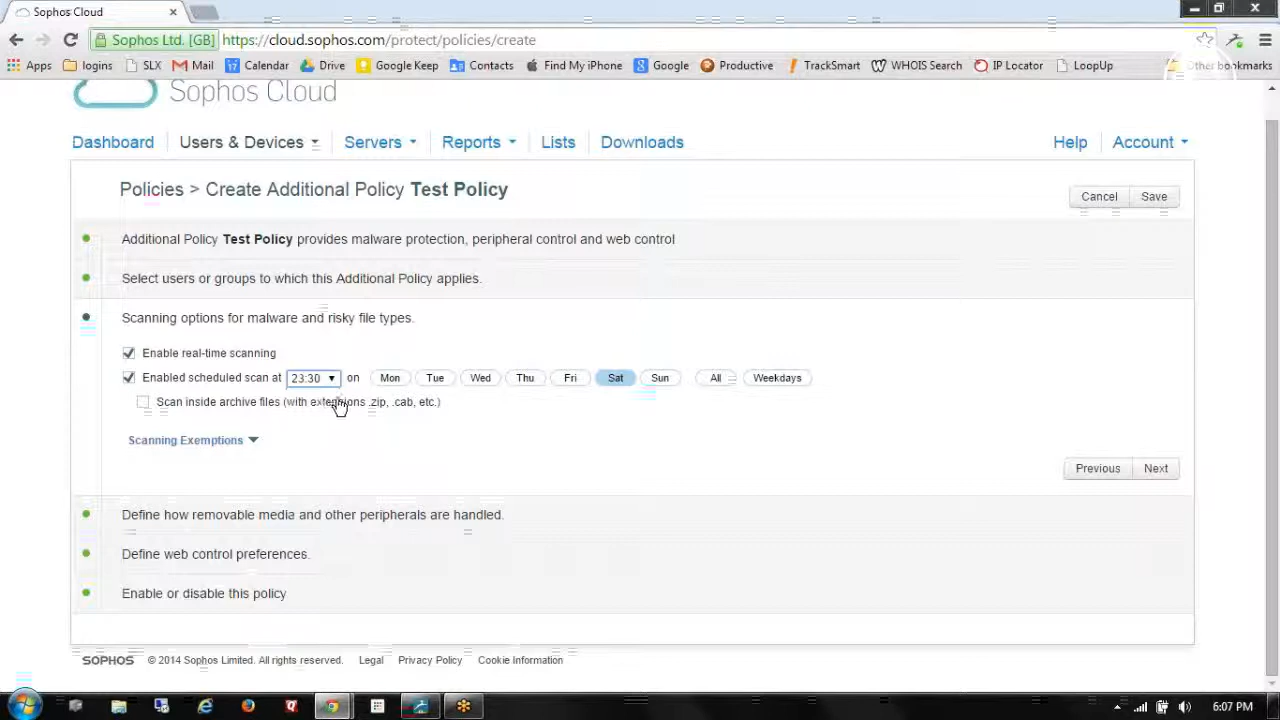 Sophos Cloud
Sophos Ltd. [GB] https://cloud.sophos.com/
Apps logins SLX Mail Calendar Drive Google Keep Contacts Find My iPhone Google Productive TrackSmart WHOIS Search IP Locator LoopUp Other bookmarks
Sophos Cloud
Dashboard Users & Devices Servers Reports Lists Downloads Help Account
Policies > Create Additional Policy Test Policy
Cancel Save
Additional Policy Test Policy provides malware protection, peripheral control and web control
Select users or groups to which this Additional Policy applies.
Scanning options for malware and risky file types.
Enable real-time scanning
Enabled scheduled scan at 23:30 on Mon Tue Wed Thu Fri Sat Sun All Weekdays
Scan inside archive files (with extensions .zip, .cab, etc.)
Scanning Exemptions
Previous Next
Define how removable media and other peripherals are handled.
Define web control preferences.
Enable or disable this policy
SOPHOS © 2014 Sophos Limited. All rights reserved. Legal Privacy Policy Cookie Information
6:07 PM